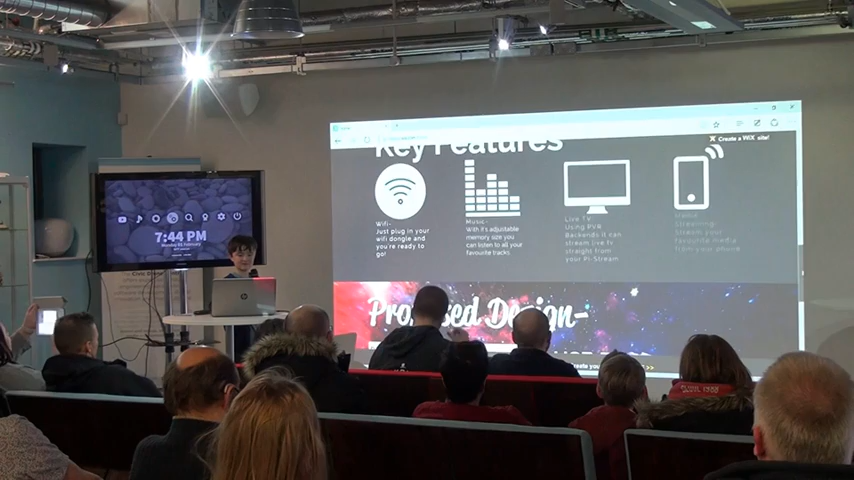 Create a WiX site!
Key Features
Wifi-
Just plug in your
wifi dongle and
you're ready to
go!
Music-
With it's adjustable
memory size you
can listen to all your
favourite tracks.
Live TV
Using PVR
Backends it can
stream live tv
straight from
your Pi-Stream
Streaming-
Stream your
favourite media
from your phone
Proposed Design-
7:44 PM
hp